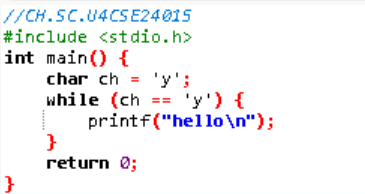 //CH.SC.U4CSE24015
#include <stdio.h>
int main() {
    char ch = 'y';
    while (ch == 'y') {
        printf("hello\n");
    }
    return 0;
}